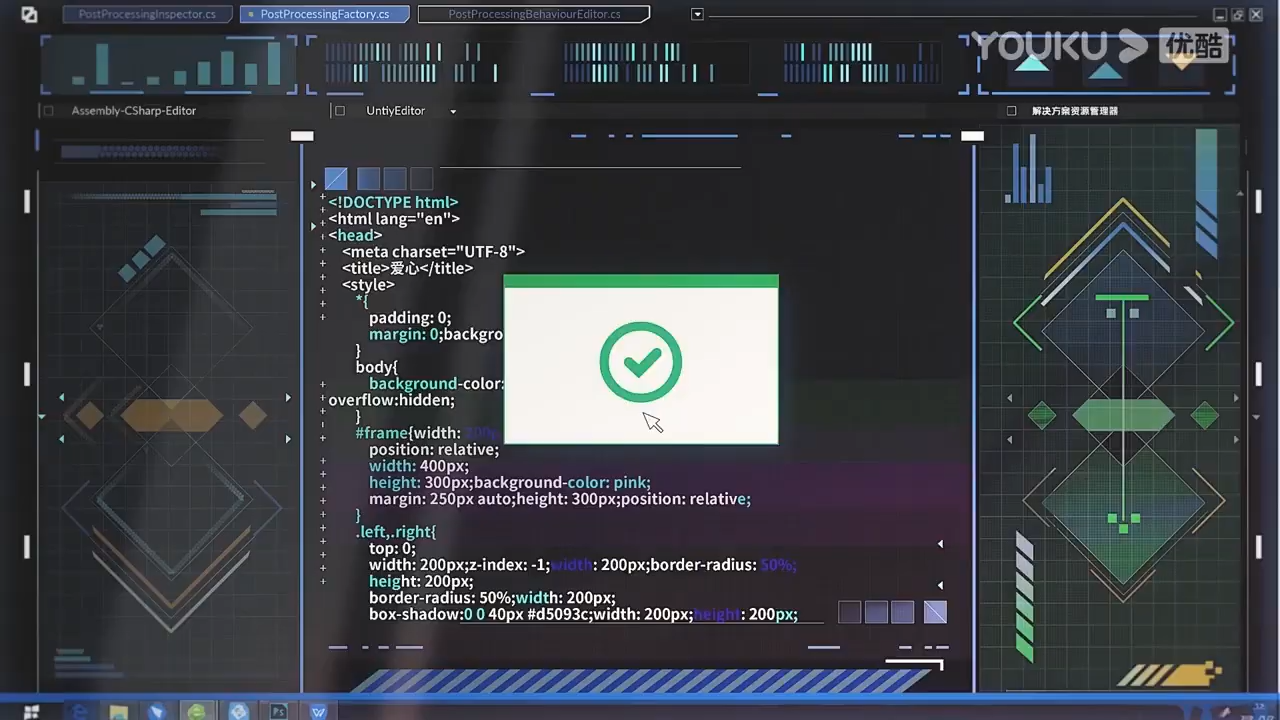 PostProcessingInspector.cs
PostProcessingFactory.cs
PostProcessingBehaviourEditor.cs
YOUKU 优酷
Assembly-CSharp-Editor
UntiyEditor
解决方案资源管理器
<!DOCTYPE html>
<html lang="en">
<head>
<meta charset="UTF-8">
<title>爱心</title>
<style>
*{
padding: 0;
margin: 0;backgro
}
body{
background-color:
overflow:hidden;
}
#frame{width: 200p
position: relative;
width: 400px;
height: 300px;background-color: pink;
margin: 250px auto;height: 300px;position: relative;
}
.left,.right{
top: 0;
width: 200px;z-index: -1;width: 200px;border-radius: 50%;
height: 200px;
border-radius: 50%;width: 200px;
box-shadow:0 0 40px #d5093c;width: 200px;height: 200px;
Ps